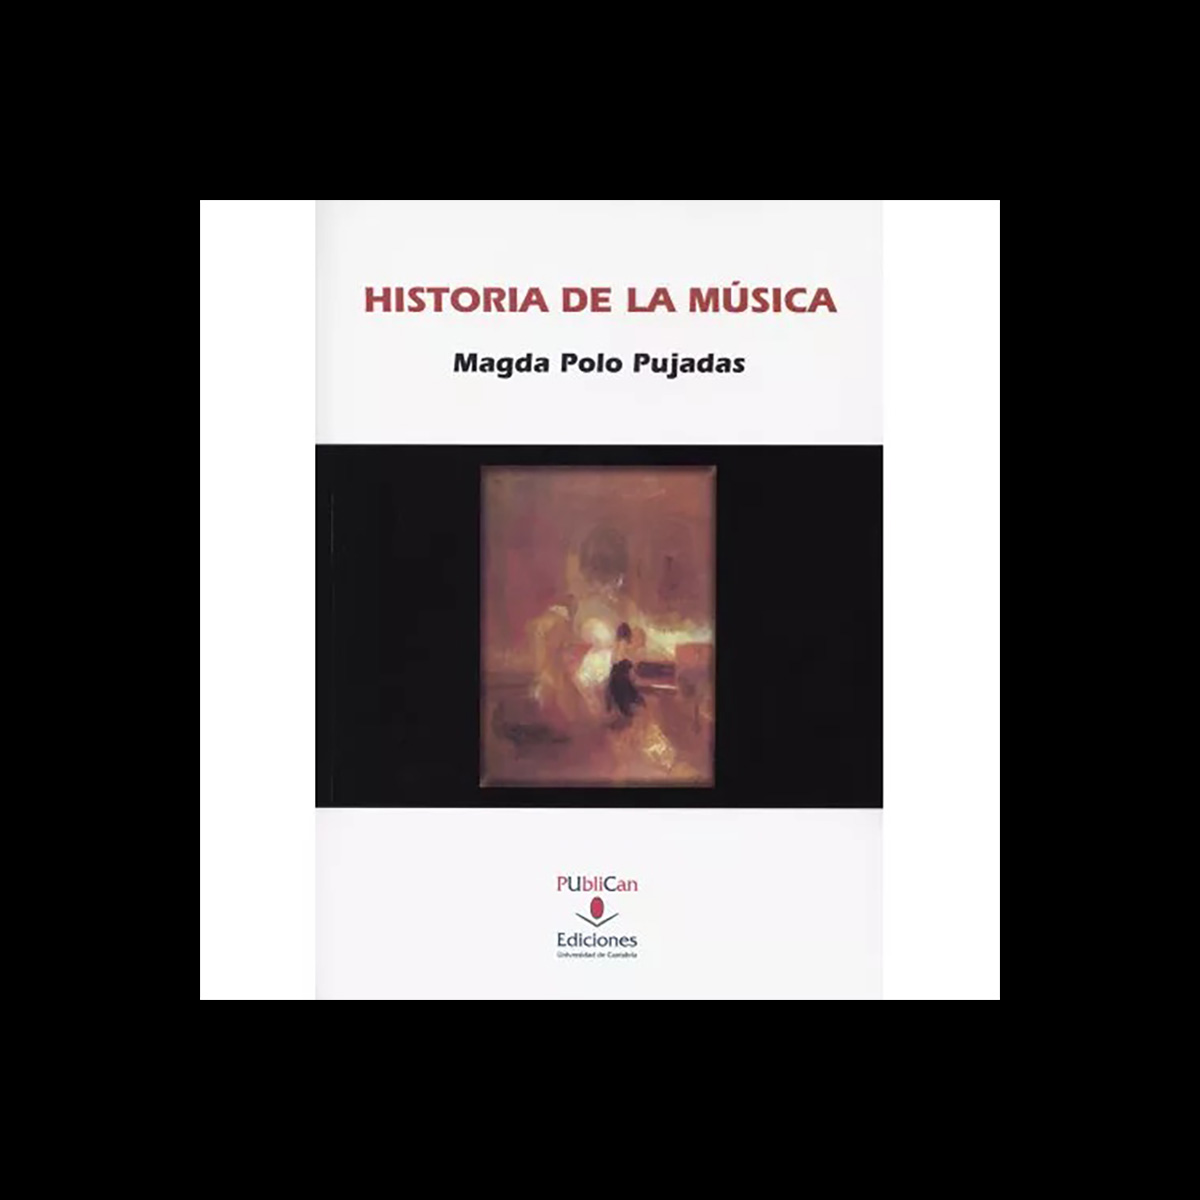 HISTORIA DE LA MÚSICA
Magda Polo Pujadas
PUbliCan
Ediciones
Universidad de Cantabria